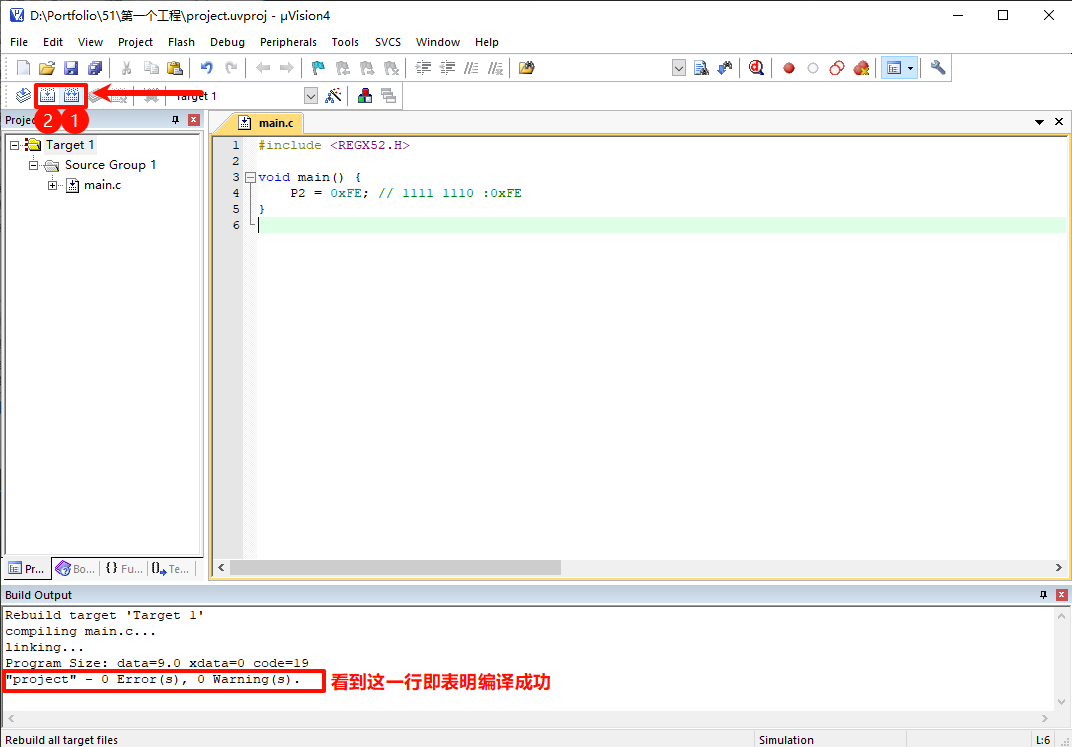 D:\Portfolio\51\第一个工程\project.uvproj - µVision4
File Edit View Project Flash Debug Peripherals Tools SVCS Window Help
Target 1
2 1
main.c
Target 1
Source Group 1
main.c
1 #include <REGX52.H>
2
3 void main() {
4 P2 = 0xFE; // 1111 1110 :0xFE
5 }
6
Pr... Bo... {} Fu... 0 Te...
Build Output
Rebuild target 'Target 1'
compiling main.c...
linking...
Program Size: data=9.0 xdata=0 code=19
"project" - 0 Error(s), 0 Warning(s).
看到这一行即表明编译成功
Rebuild all target files Simulation L:6